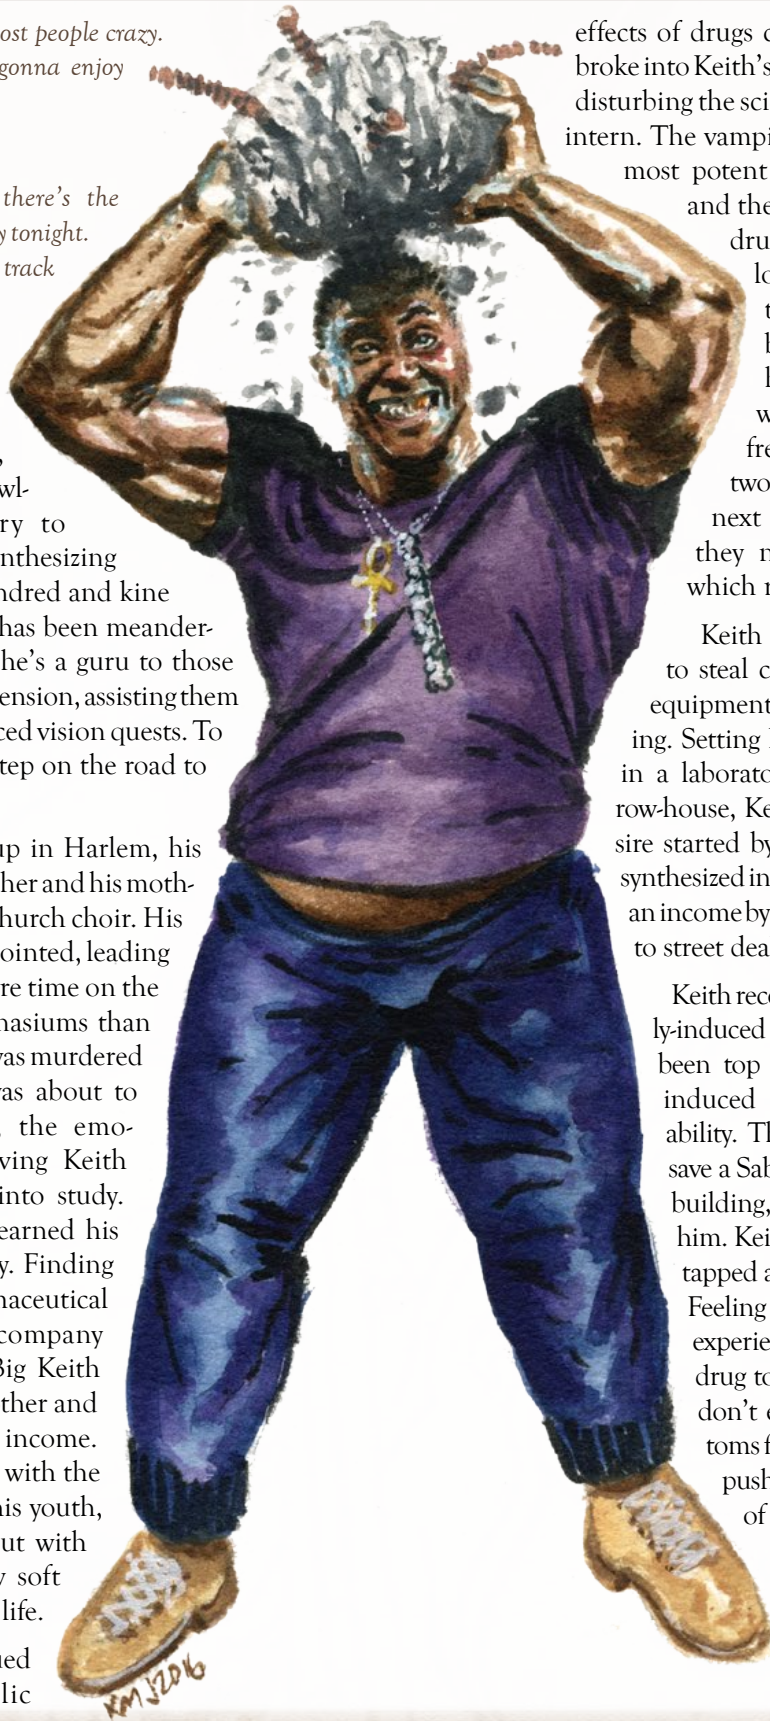 ost people crazy.
gonna enjoy
there's the
y tonight.
track
,
wl-
ry to
nthesizing
ndred and kine
has been meander-
he's a guru to those
ension, assisting them
ced vision quests. To
tep on the road to
up in Harlem, his
her and his moth-
hurch choir. His
ointed, leading
re time on the
nasiums than
was murdered
as about to
, the emo-
ving Keith
into study.
earned his
y. Finding
naceutical
company
Big Keith
ther and
income.
with the
his youth,
ut with
y soft
life.
ued
lic
effects of drugs
broke into Keith's
disturbing the sci
intern. The vampi
most potent
and the
dru
lo
t
b
l
w
fre
two
next
they n
which r
Keith
to steal c
equipment
ing. Setting
in a laborato
row-house, Ke
sire started by
synthesized in
an income by
to street dea
Keith rece
ly-induced
been top
induced
ability. Th
save a Sab
building,
him. Kei
tapped a
Feeling
experie
drug to
don't e
toms f
push
of
KMJ 2016